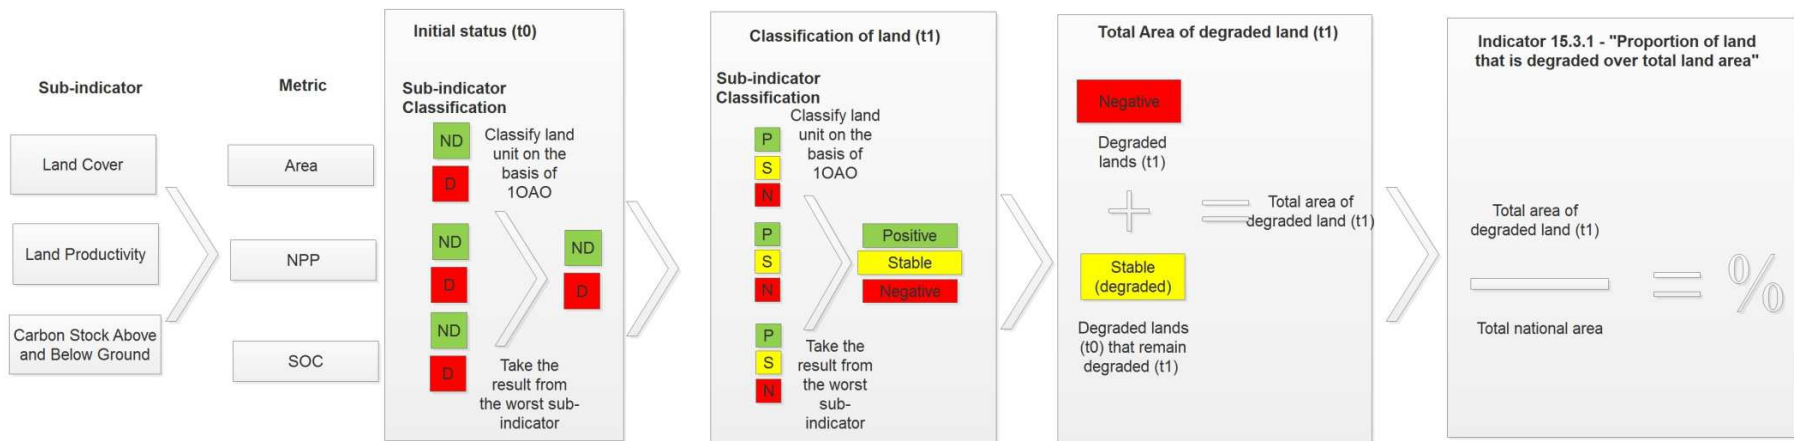 Sub-indicator
Land Cover
Land Productivity
Carbon Stock Above
and Below Ground
Metric
Area
NPP
SOC
Initial status (t0)
Sub-indicator
Classification
ND
D
ND
D
ND
D
Classify land
unit on the
basis of
1OAO
ND
D
Take the
result from
the worst sub-
indicator
Classification of land (t1)
Sub-indicator
Classification
P
S
N
P
S
N
P
S
N
Classify land
unit on the
basis of
1OAO
Positive
Stable
Negative
Take the
result from
the worst
sub-
indicator
Total Area of degraded land (t1)
Negative
Degraded
lands (t1)
+
Stable
(degraded)
Degraded lands
(t0) that remain
degraded (t1)
=
Total area of
degraded land (t1)
Indicator 15.3.1 - "Proportion of land
that is degraded over total land area"
Total area of
degraded land (t1)
Total national area
= %